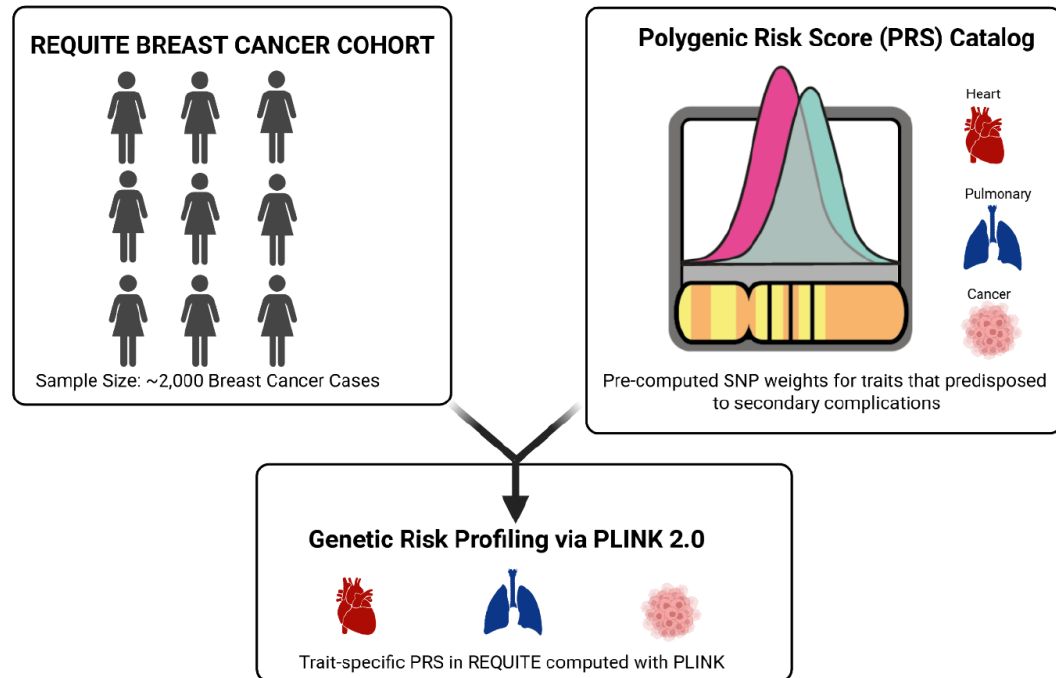 REQUITE BREAST CANCER COHORT
Sample Size: ~2,000 Breast Cancer Cases
Polygenic Risk Score (PRS) Catalog
Heart
Pulmonary
Cancer
Pre-computed SNP weights for traits that predisposed
to secondary complications
Genetic Risk Profiling via PLINK 2.0
Trait-specific PRS in REQUITE computed with PLINK